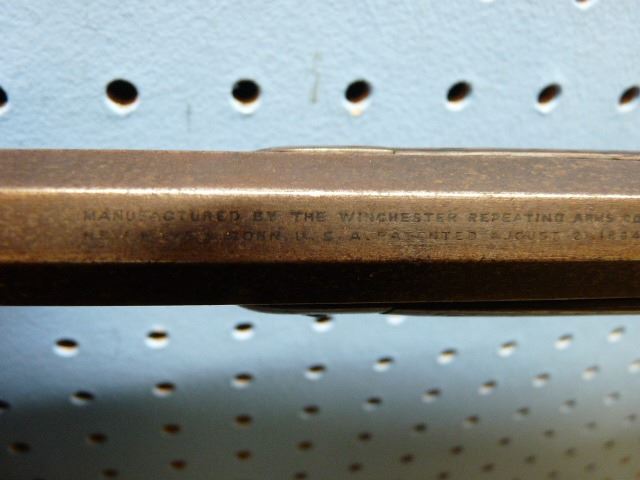 MANUFACTURED BY THE WINCHESTER REPEATING ARMS CO
CONN. U. S. A. PATENTED AUGUST